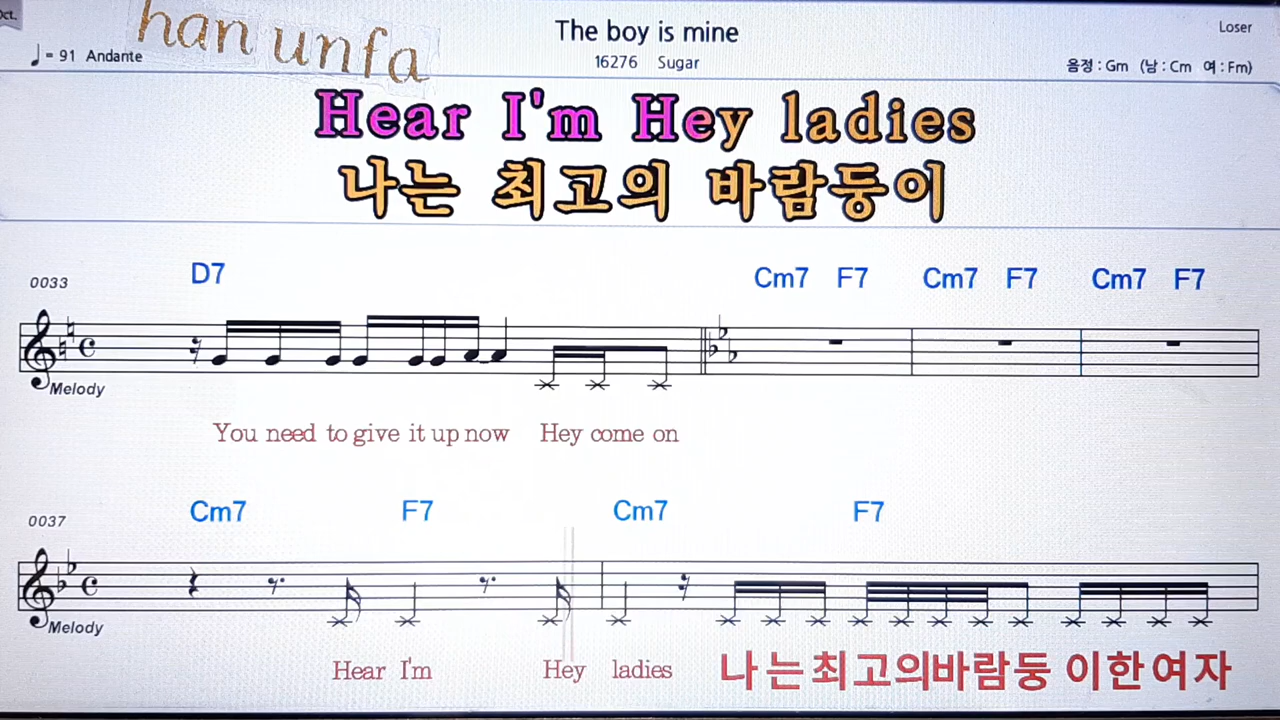 Oct.
han unfa
♩= 91 Andante
The boy is mine
16276 Sugar
Loser
음정 : Gm (남 : Cm 여 : Fm)
Hear I'm Hey ladies
나는 최고의 바람둥이
0033
D7 Cm7 F7 Cm7 F7 Cm7 F7
Melody
You need to give it up now Hey come on
0037
Cm7 F7 Cm7 F7
Melody
Hear I'm Hey ladies 나는최고의바람둥 이한여자